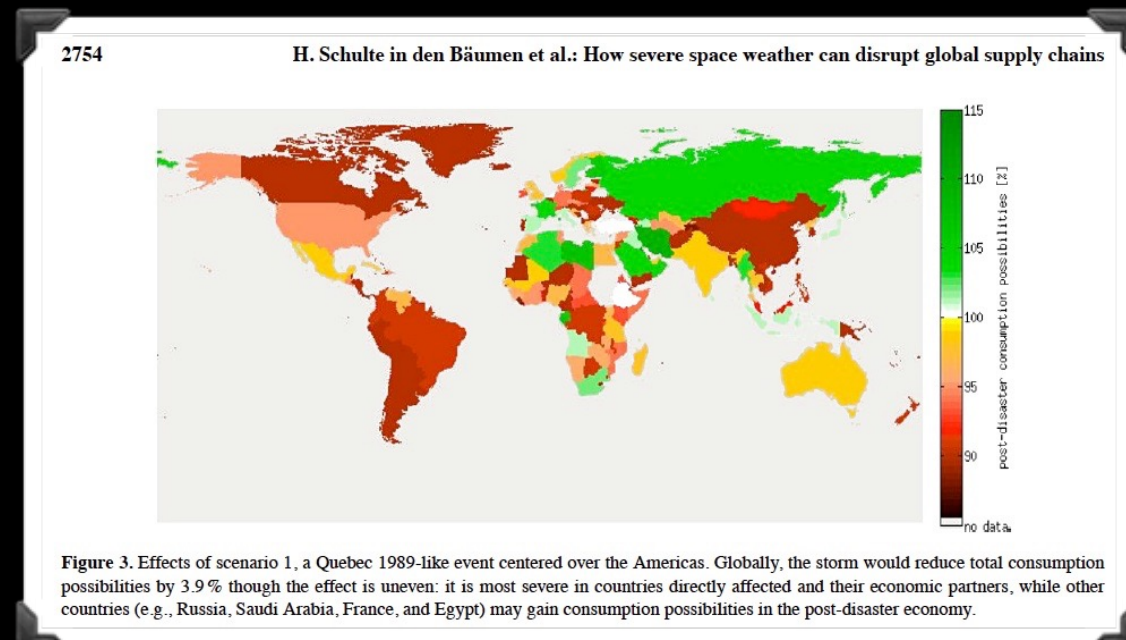 2754 H. Schulte in den Bäumen et al.: How severe space weather can disrupt global supply chains
115
110
105
100
95
90
no data.
post-disaster consumption possibilities [%]
Figure 3. Effects of scenario 1, a Quebec 1989-like event centered over the Americas. Globally, the storm would reduce total consumption
possibilities by 3.9 % though the effect is uneven: it is most severe in countries directly affected and their economic partners, while other
countries (e.g., Russia, Saudi Arabia, France, and Egypt) may gain consumption possibilities in the post-disaster economy.